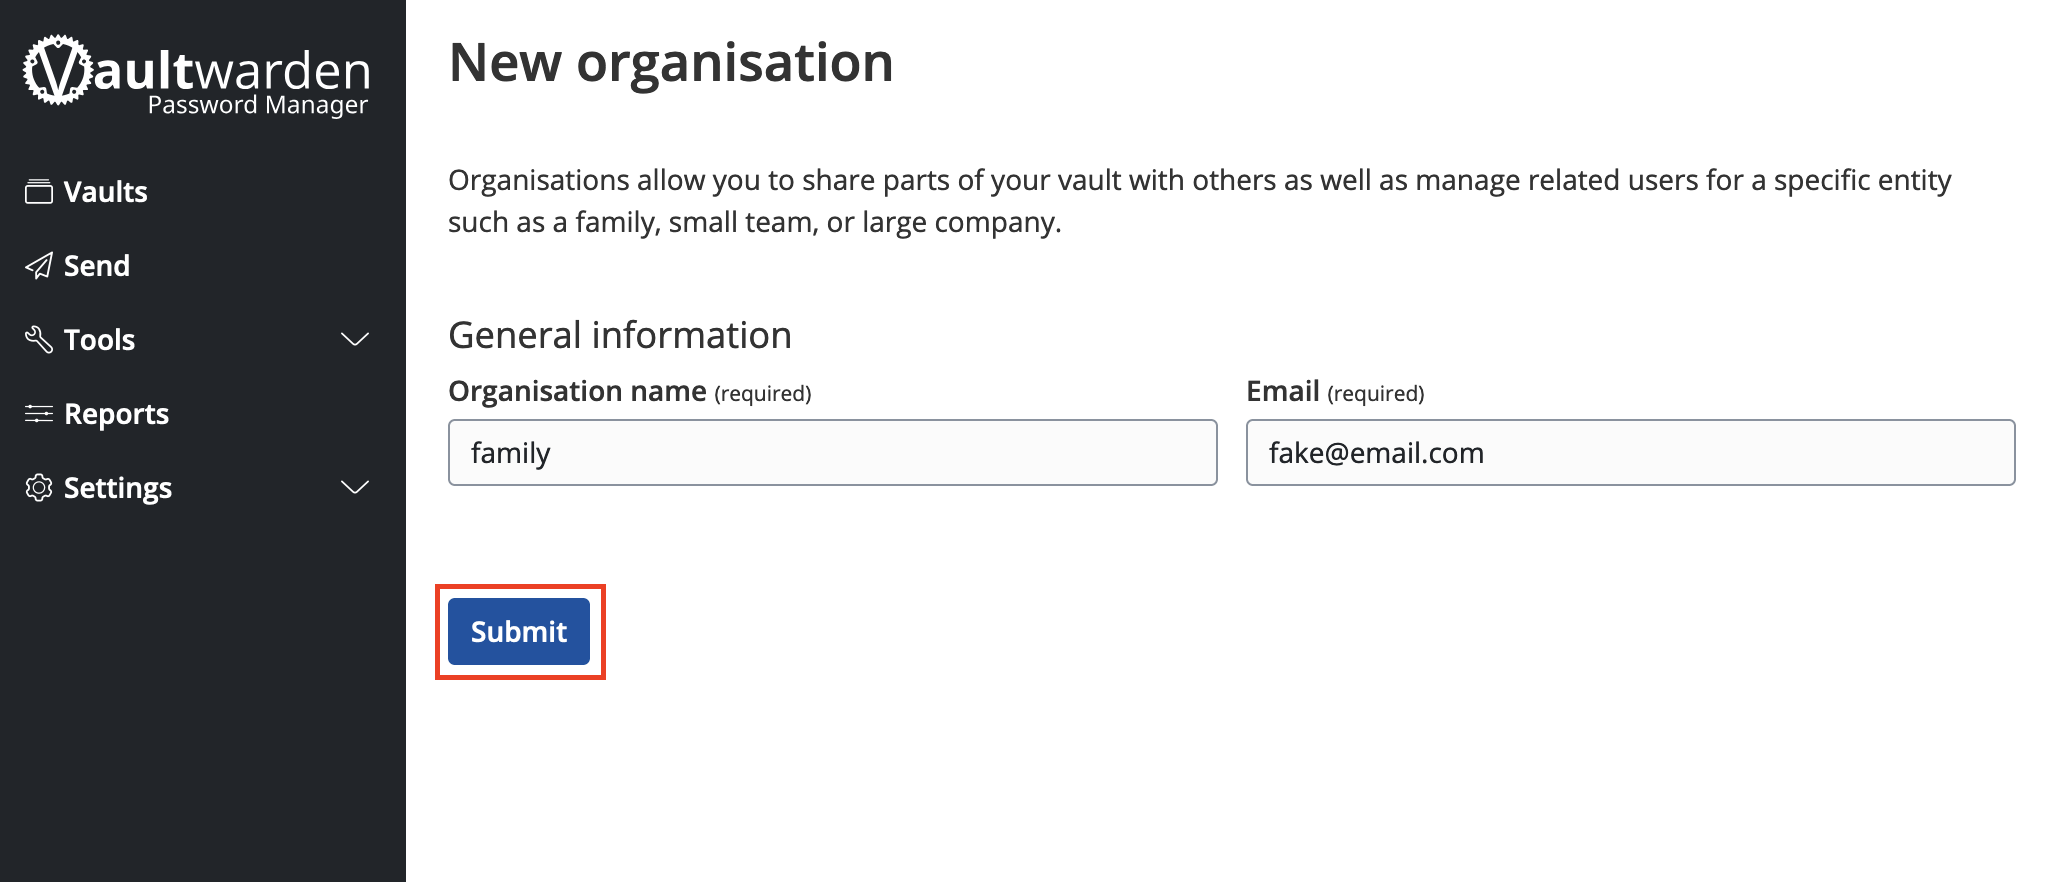 Vaultwarden
Password Manager
Vaults
Send
Tools
Reports
Settings
New organisation
Organisations allow you to share parts of your vault with others as well as manage related users for a specific entity
such as a family, small team, or large company.
General information
Organisation name (required)
Email (required)
family
fake@email.com
Submit